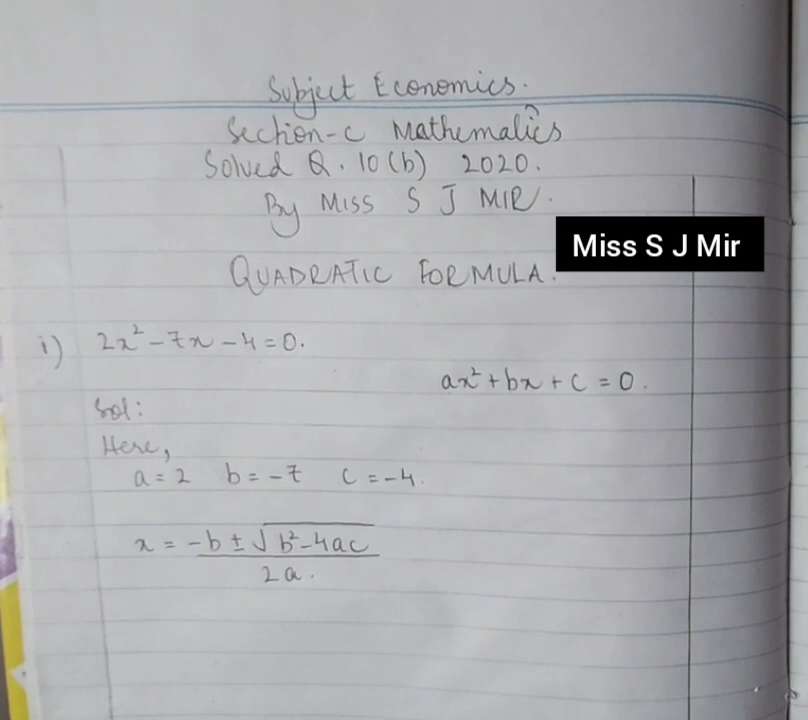 Subject Economics.
Section-C Mathematics
Solved Q. 10 (b) 2020.
By Miss S J MIR.
Miss S J Mir
QUADRATIC FORMULA.
i) 2x² - 7x - 4 = 0.
ax² + bx + c = 0.
Sol:
Here,
a = 2 b = -7 c = -4.
x = -b ± √b² - 4ac
2a.